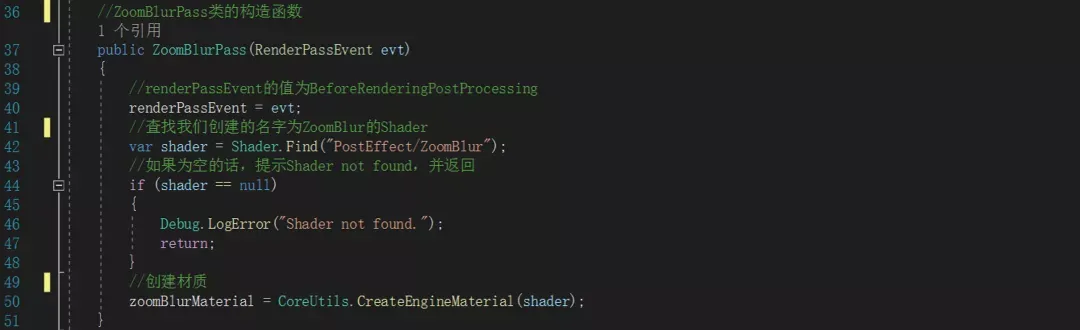 36 //ZoomBlurPass类的构造函数
1 个引用
37 public ZoomBlurPass(RenderPassEvent evt)
38 {
39 //renderPassEvent的值为BeforeRenderingPostProcessing
40 renderPassEvent = evt;
41 //查找我们创建的名字为ZoomBlur的Shader
42 var shader = Shader.Find("PostEffect/ZoomBlur");
43 //如果为空的话，提示Shader not found，并返回
44 if (shader == null)
45 {
46 Debug.LogError("Shader not found.");
47 return;
48 }
49 //创建材质
50 zoomBlurMaterial = CoreUtils.CreateEngineMaterial(shader);
51 }